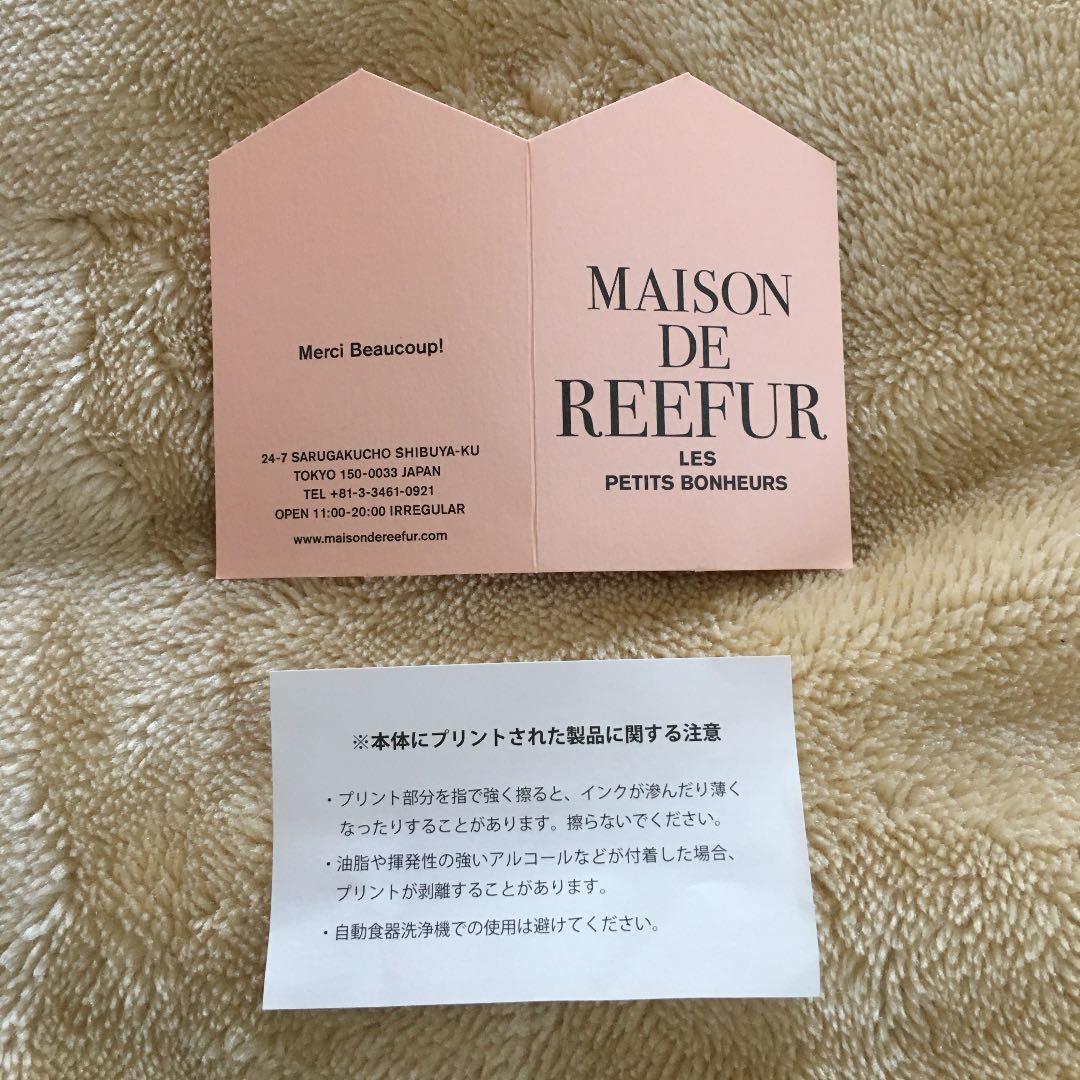 Merci Beaucoup!
24-7 SARUGAKUCHO SHIBUYA-KU
TOKYO 150-0033 JAPAN
TEL +81-3-3461-0921
OPEN 11:00-20:00 IRREGULAR
www.maisondereefur.com
MAISON
DE
REEFUR
LES
PETITS BONHEURS
※本体にプリントされた製品に関する注意
・プリント部分を指で強く擦ると、インクが滲んだり薄く
なったりすることがあります。擦らないでください。
・油脂や揮発性の強いアルコールなどが付着した場合、
プリントが剥離することがあります。
・自動食器洗浄機での使用は避けてください。